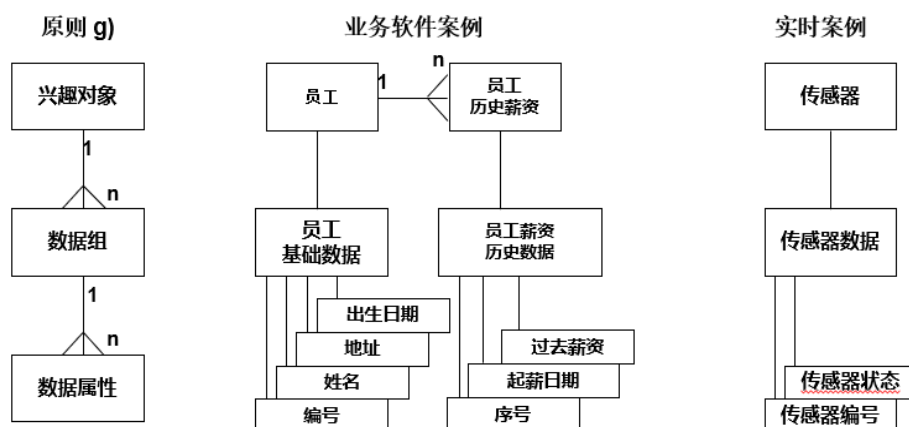 原则 g)
业务软件案例
实时案例
兴趣对象
1
n
数据组
1
n
数据属性
员工
1
n
员工
历史薪资
员工
基础数据
员工薪资
历史数据
出生日期
地址
姓名
编号
过去薪资
起薪日期
序号
传感器
传感器数据
传感器状态
传感器编号